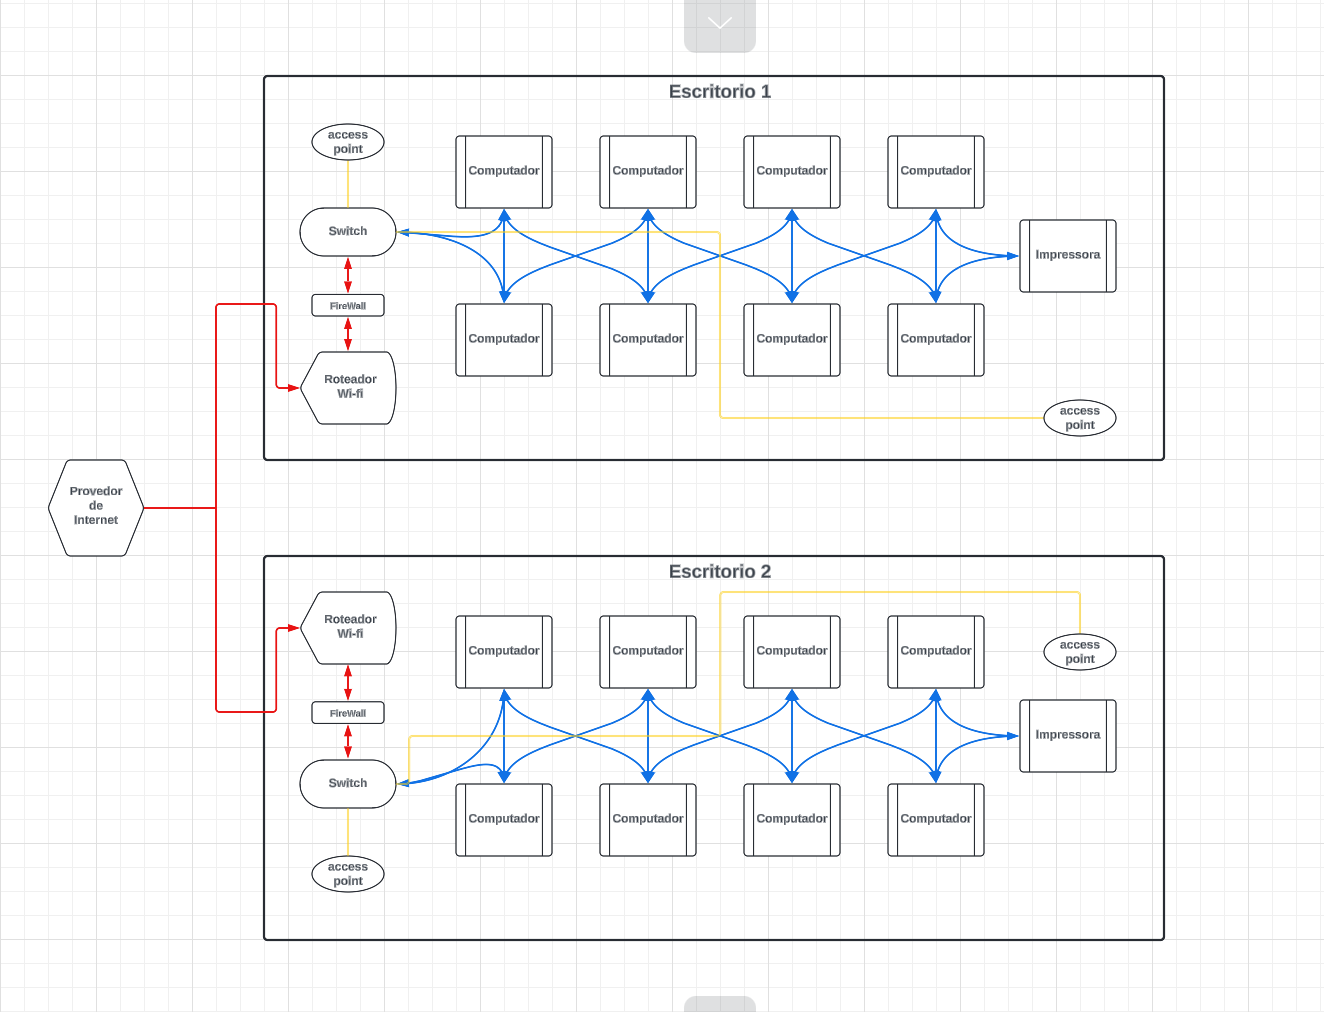 Escritorio 1
access
point
Computador
Computador
Computador
Computador
Switch
Impressora
FireWall
Computador
Computador
Computador
Computador
Roteador
Wi-fi
access
point
Provedor
de
Internet
Escritorio 2
Roteador
Wi-fi
Computador
Computador
Computador
Computador
access
point
FireWall
Impressora
Switch
Computador
Computador
Computador
Computador
access
point